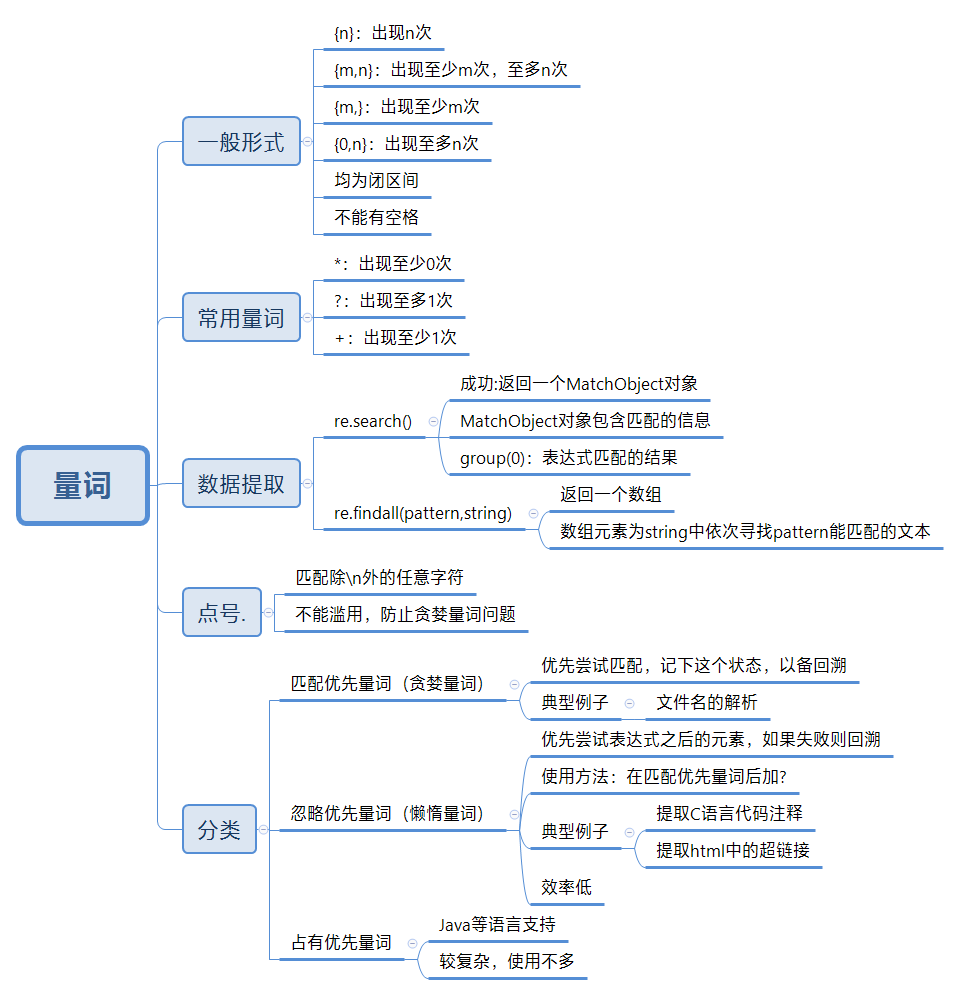 量词
一般形式
{n}：出现n次
{m,n}：出现至少m次，至多n次
{m,}：出现至少m次
{0,n}：出现至多n次
均为闭区间
不能有空格
常用量词
*：出现至少0次
?：出现至多1次
+：出现至少1次
数据提取
re.search()
成功:返回一个MatchObject对象
MatchObject对象包含匹配的信息
group(0)：表达式匹配的结果
re.findall(pattern,string)
返回一个数组
数组元素为string中依次寻找pattern能匹配的文本
点号.
匹配除\n外的任意字符
不能滥用，防止贪婪量词问题
分类
匹配优先量词（贪婪量词）
优先尝试匹配，记下这个状态，以备回溯
典型例子
文件名的解析
忽略优先量词（懒惰量词）
优先尝试表达式之后的元素，如果失败则回溯
使用方法：在匹配优先量词后加?
典型例子
提取C语言代码注释
提取html中的超链接
效率低
占有优先量词
Java等语言支持
较复杂，使用不多